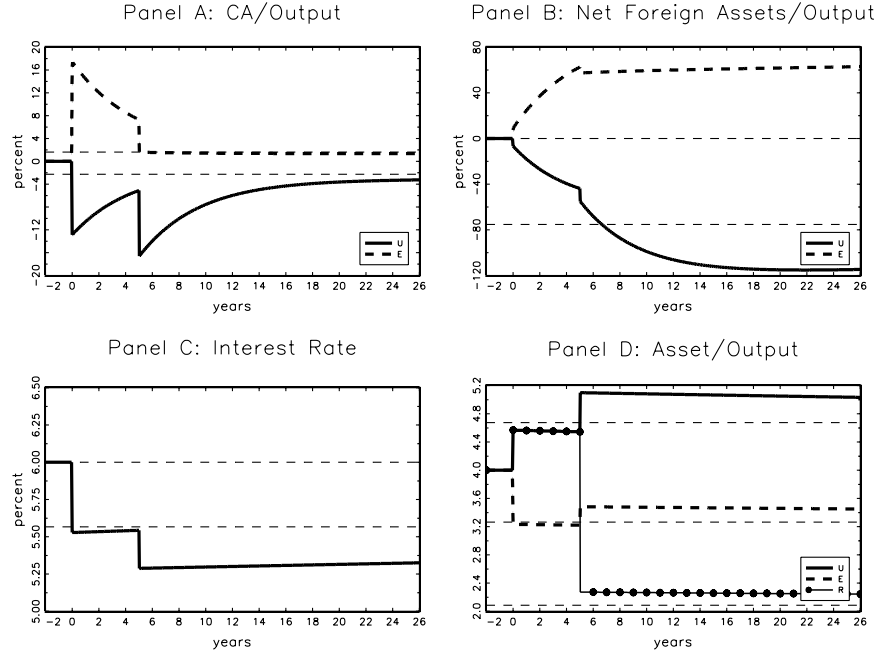 Panel A: CA/Output
Panel B: Net Foreign Assets/Output
percent
20
16
12
8
4
0
-4
-12
-20
-2 0 2 4 6 8 10 12 14 16 18 20 22 24 26
years
U
E
percent
80
40
0
-40
-80
-120
-2 0 2 4 6 8 10 12 14 16 18 20 22 24 26
years
U
E
Panel C: Interest Rate
Panel D: Asset/Output
percent
6.50
6.25
6.00
5.75
5.50
5.25
5.00
-2 0 2 4 6 8 10 12 14 16 18 20 22 24 26
years
5.2
4.4
4.0
3.6
3.2
2.8
2.4
2.0
-2 0 2 4 6 8 10 12 14 16 18 20 22 24 26
years
U
E
R